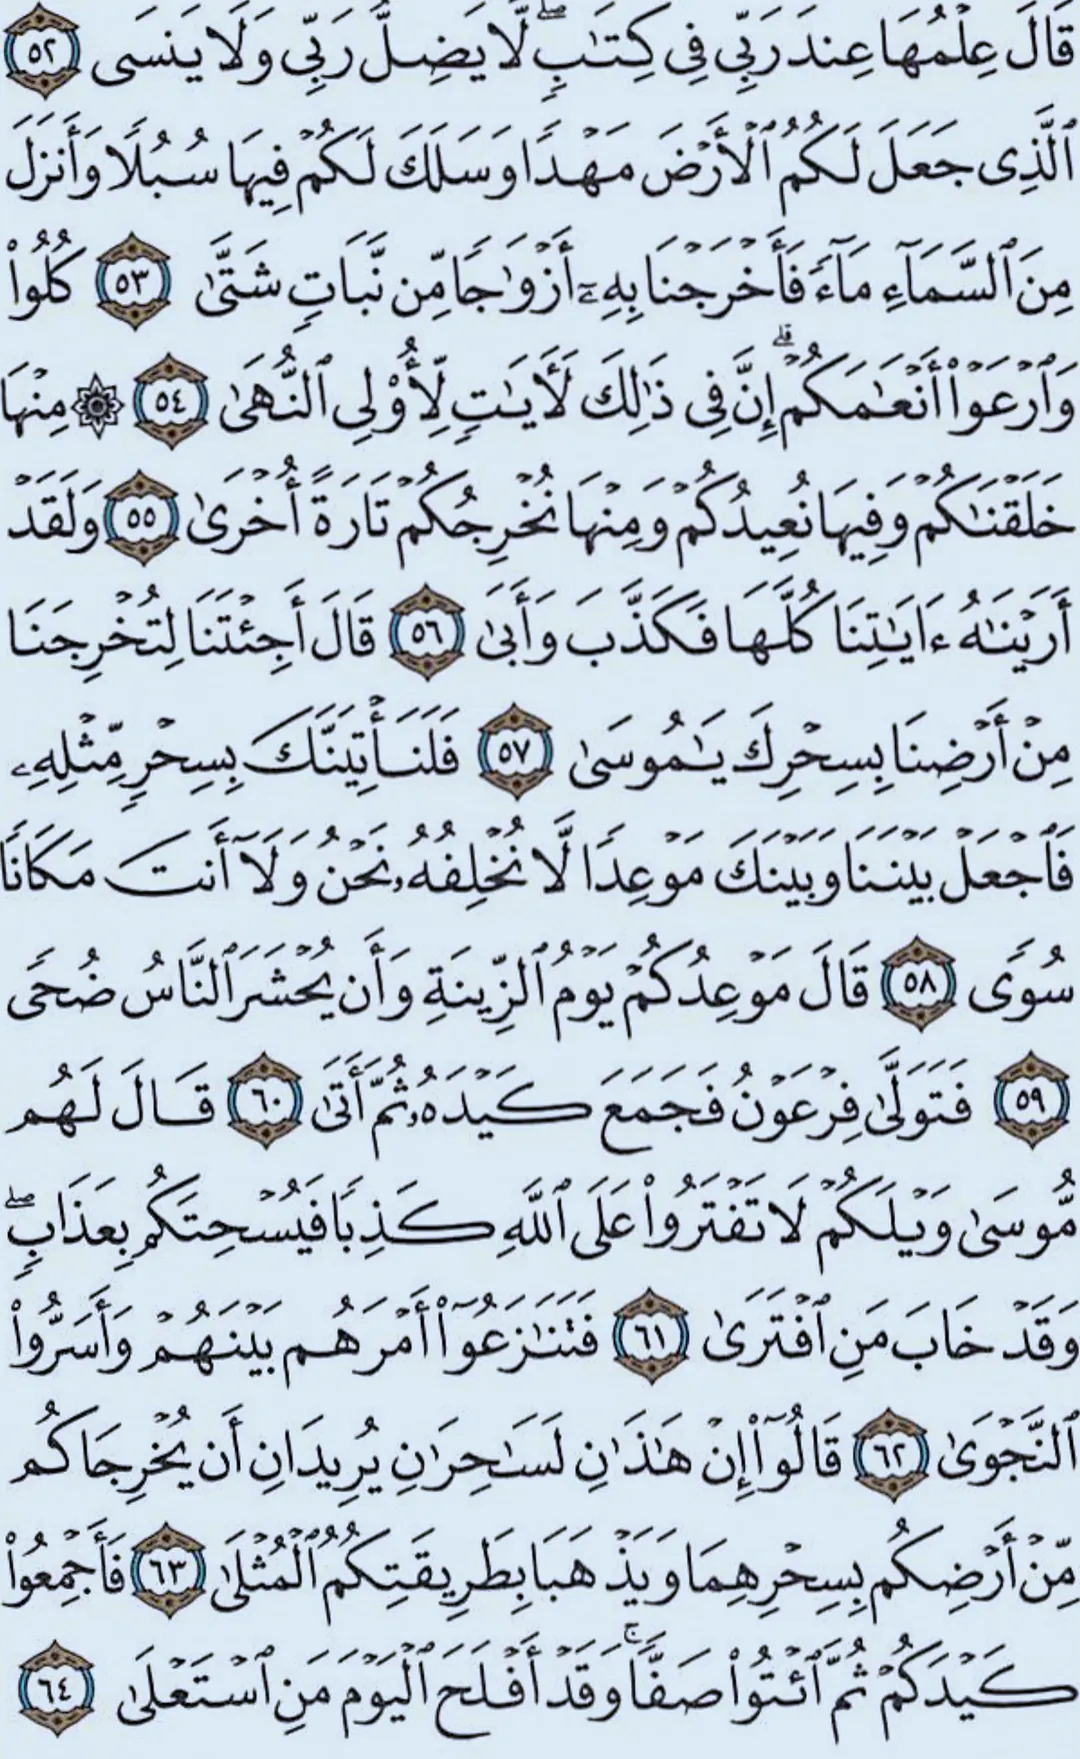 قَالَ عِلْمُهَا عِندَ رَبِّي فِي كِتَٰبٍۖ لَّا يَضِلُّ رَبِّي وَلَا يَنسَى ٥٢
ٱلَّذِي جَعَلَ لَكُمُ ٱلْأَرْضَ مَهْدًا وَسَلَكَ لَكُمْ فِيهَا سُبُلًا وَأَنزَلَ
مِنَ ٱلسَّمَآءِ مَآءً فَأَخْرَجْنَا بِهِۦٓ أَزْوَٰجًا مِّن نَّبَاتٍ شَتَّىٰ ٥٣ كُلُوا۟
وَٱرْعَوْا۟ أَنْعَٰمَكُمْۗ إِنَّ فِي ذَٰلِكَ لَأَيَٰتٍ لِّأُو۟لِي ٱلنُّهَىٰ ٥٤ ۞ مِنْهَا
خَلَقْنَٰكُمْ وَفِيهَا نُعِيدُكُمْ وَمِنْهَا نُخْرِجُكُمْ تَارَةً أُخْرَىٰ ٥٥ وَلَقَدْ
أَرَيْنَٰهُ ءَايَٰتِنَا كُلَّهَا فَكَذَّبَ وَأَبَىٰ ٥٦ قَالَ أَجِئْتَنَا لِتُخْرِجَنَا
مِنْ أَرْضِنَا بِسِحْرِكَ يَٰمُوسَىٰ ٥٧ فَلَنَأْتِيَنَّكَ بِسِحْرٍ مِّثْلِهِۦ
فَٱجْعَلْ بَيْنَنَا وَبَيْنَكَ مَوْعِدًا لَّا نُخْلِفُهُۥ نَحْنُ وَلَآ أَنتَ مَكَانًا
سُوًى ٥٨ قَالَ مَوْعِدُكُمْ يَوْمُ ٱلزِّينَةِ وَأَن يُحْشَرَ ٱلنَّاسُ ضُحًى
٥٩ فَتَوَلَّىٰ فِرْعَوْنُ فَجَمَعَ كَيْدَهُۥ ثُمَّ أَتَىٰ ٦٠ قَالَ لَهُم
مُّوسَىٰ وَيْلَكُمْ لَا تَفْتَرُوا۟ عَلَى ٱللَّهِ كَذِبًا فَيُسْحِتَكُم بِعَذَابٍۖ
وَقَدْ خَابَ مَنِ ٱفْتَرَىٰ ٦١ فَتَنَٰزَعُوٓا۟ أَمْرَهُم بَيْنَهُمْ وَأَسَرُّوا۟
ٱلنَّجْوَىٰ ٦٢ قَالُوٓا۟ إِنْ هَٰذَٰنِ لَسَٰحِرَٰنِ يُرِيدَانِ أَن يُخْرِجَاكُم
مِّنْ أَرْضِكُم بِسِحْرِهِمَا وَيَذْهَبَا بِطَرِيقَتِكُمُ ٱلْمُثْلَىٰ ٦٣ فَأَجْمِعُوا۟
كَيْدَكُمْ ثُمَّ ٱئْتُوا۟ صَفًّاۚ وَقَدْ أَفْلَحَ ٱلْيَوْمَ مَنِ ٱسْتَعْلَىٰ ٦٤